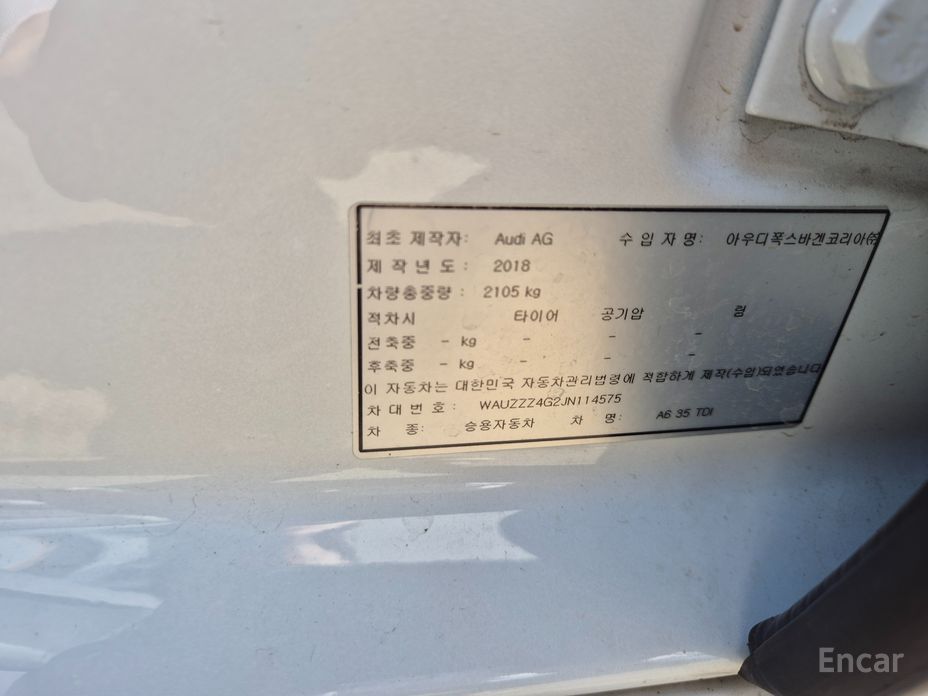 최초 제작자: Audi AG 수 입 자 명: 아우디폭스바겐코리아㈜
제 작 년 도 : 2018
차량총중량 : 2105 kg
적차시 타이어 공기압 림
전축중 - kg - - -
후축중 - kg - - -
이 자동차는 대한민국 자동차관리법령에 적합하게 제작(수입)되었습니다
차 대 번 호 : WAUZZZ4G2JN114575
차 종: 승용자동차 차 명: A6 35 TDI
Encar